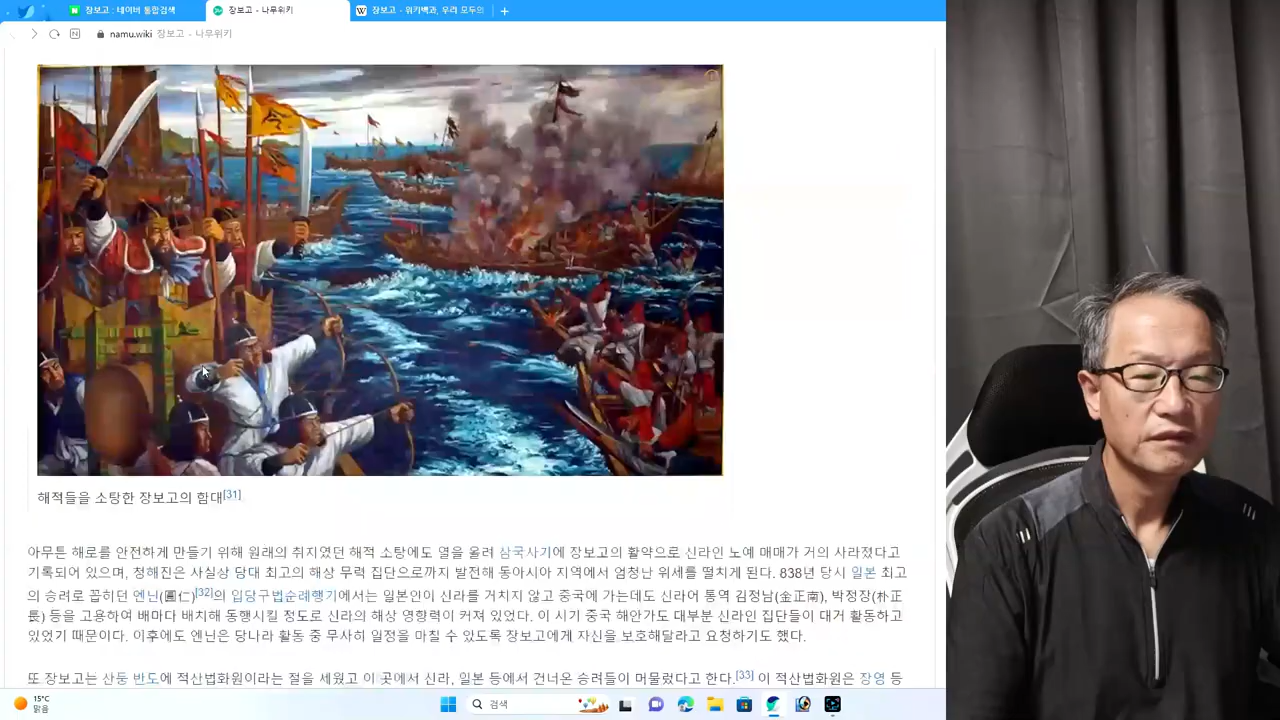 장보고 : 네이버 통합검색
장보고 - 나무위키
장보고 - 위키백과, 우리 모두의
namu.wiki 장보고 - 나무위키
해적들을 소탕한 장보고의 함대[31]
아무튼 해로를 안전하게 만들기 위해 원래의 취지였던 해적 소탕에도 열을 올려 삼국사기에 장보고의 활약으로 신라인 노예 매매가 거의 사라졌다고
기록되어 있으며, 청해진은 사실상 당대 최고의 해상 무력 집단으로까지 발전해 동아시아 지역에서 엄청난 위세를 떨치게 된다. 838년 당시 일본 최고
의 승려로 꼽히던 엔닌(圓仁)[32]의 입당구법순례행기에서는 일본인이 신라를 거치지 않고 중국에 가는데도 신라어 통역 김정남(金正南), 박정장(朴正
長) 등을 고용하여 배마다 배치해 동행시킬 정도로 신라의 해상 영향력이 커져 있었다. 이 시기 중국 해안가도 대부분 신라인 집단들이 대거 활동하고
있었기 때문이다. 이후에도 엔닌은 당나라 활동 중 무사히 일정을 마칠 수 있도록 장보고에게 자신을 보호해달라고 요청하기도 했다.
또 장보고는 산둥 반도에 적산법화원이라는 절을 세웠고 이 곳에서 신라, 일본 등에서 건너온 승려들이 머물렀다고 한다.[33] 이 적산법화원은 장영 등
15°C
맑음
검색